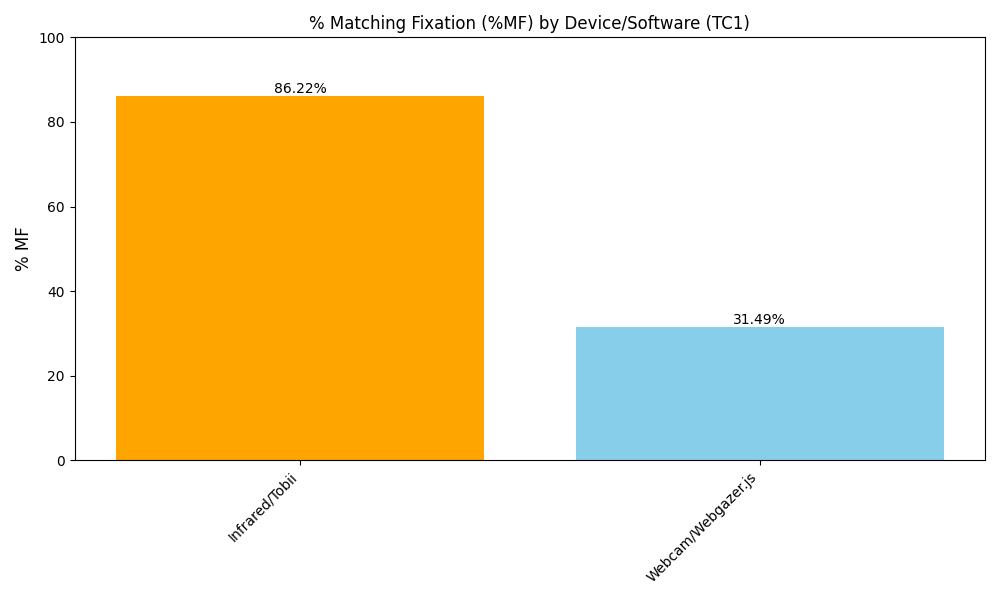 % Matching Fixation (%MF) by Device/Software (TC1)
100
80
60
40
20
0
% MF
86.22%
31.49%
Infrared/Tobii
Webcam/Webgazer.js